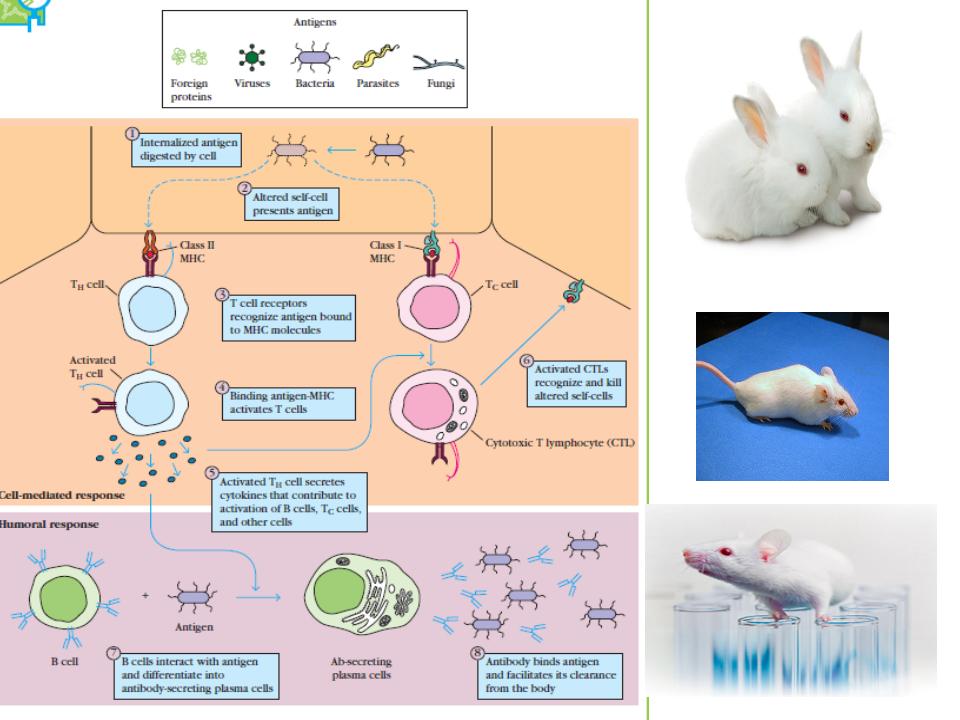 Antigens
Foreign
proteins
Viruses
Bacteria
Parasites
Fungi
1
Internalized antigen
digested by cell
2
Altered self-cell
presents antigen
Class II
MHC
Class I
MHC
TH cell
TC cell
3
T cell receptors
recognize antigen bound
to MHC molecules
Activated
TH cell
4
Binding antigen-MHC
activates T cells
6
Activated CTLs
recognize and kill
altered self-cells
Cytotoxic T lymphocyte (CTL)
5
Activated TH cell secretes
cytokines that contribute to
activation of B cells, TC cells,
and other cells
Cell-mediated response
Humoral response
+
Antigen
B cell
7
B cells interact with antigen
and differentiate into
antibody-secreting plasma cells
Ab-secreting
plasma cells
8
Antibody binds antigen
and facilitates its clearance
from the body